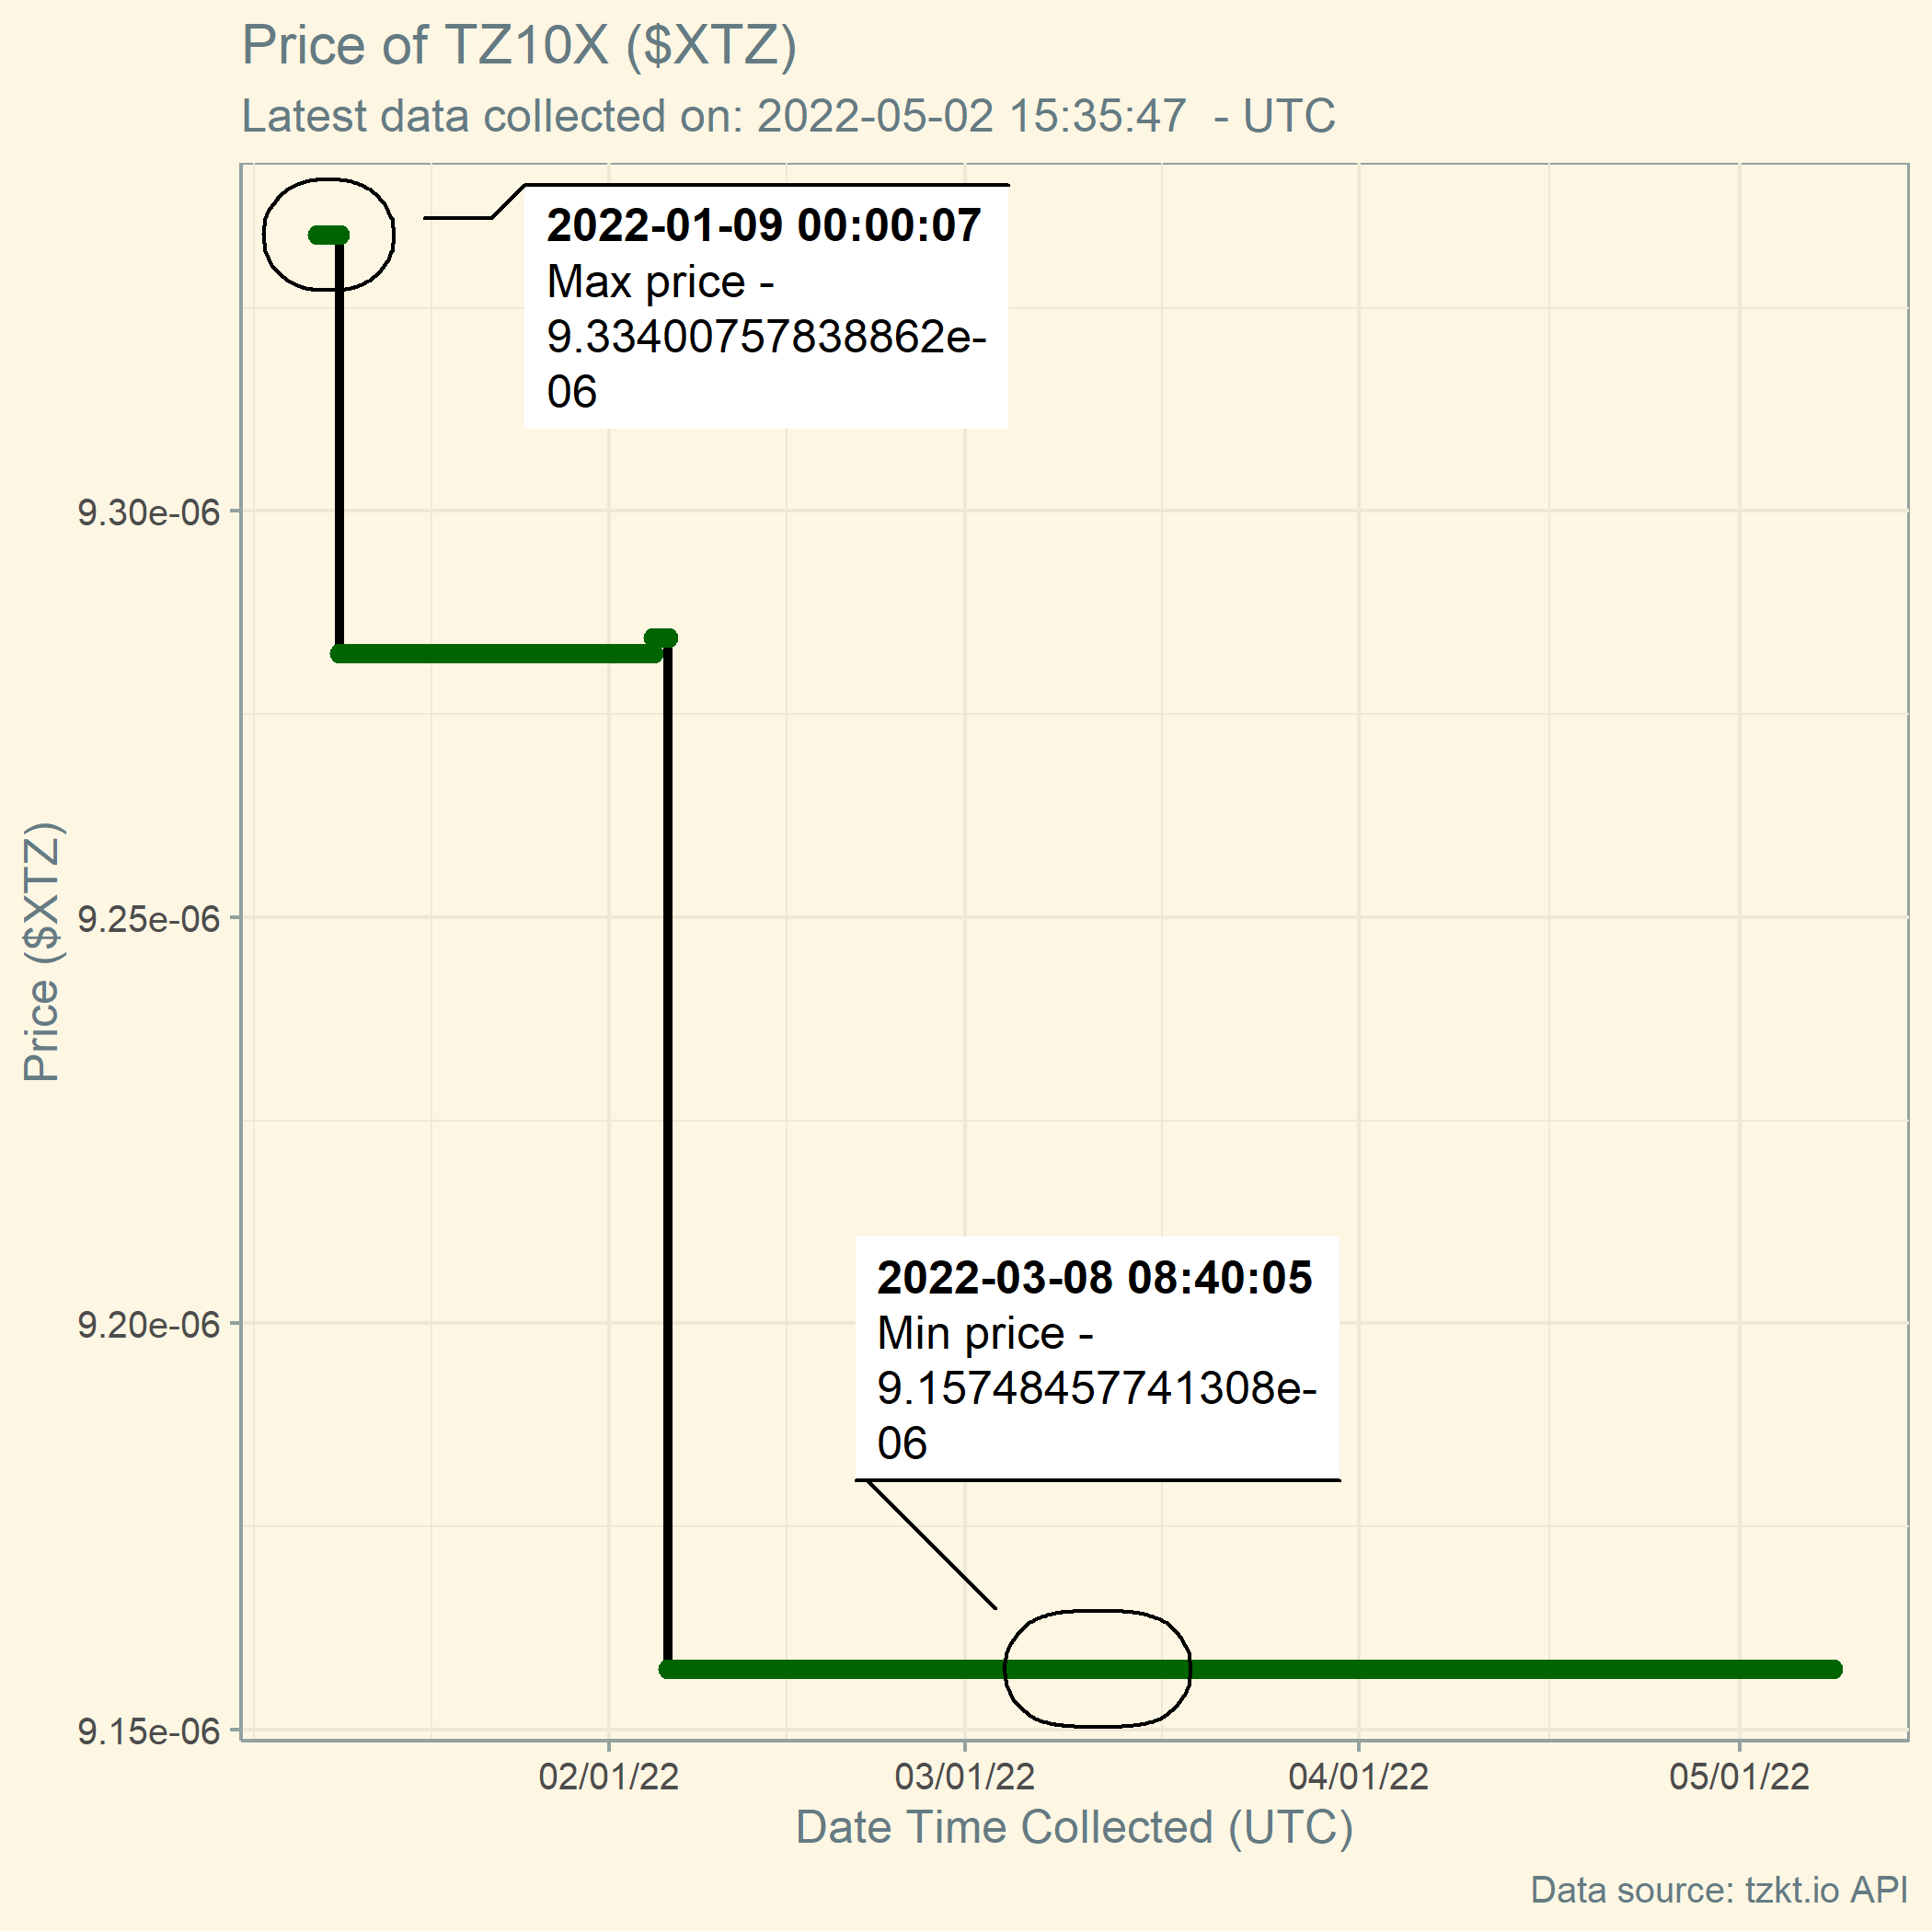 Price of TZ10X ($XTZ)
Latest data collected on: 2022-05-02 15:35:47  - UTC
2022-01-09 00:00:07
Max price -
9.33400757838862e-
06
9.30e-06
9.25e-06
9.20e-06
9.15e-06
Price ($XTZ)
2022-03-08 08:40:05
Min price -
9.15748457741308e-
06
02/01/22
03/01/22
04/01/22
05/01/22
Date Time Collected (UTC)
Data source: tzkt.io API